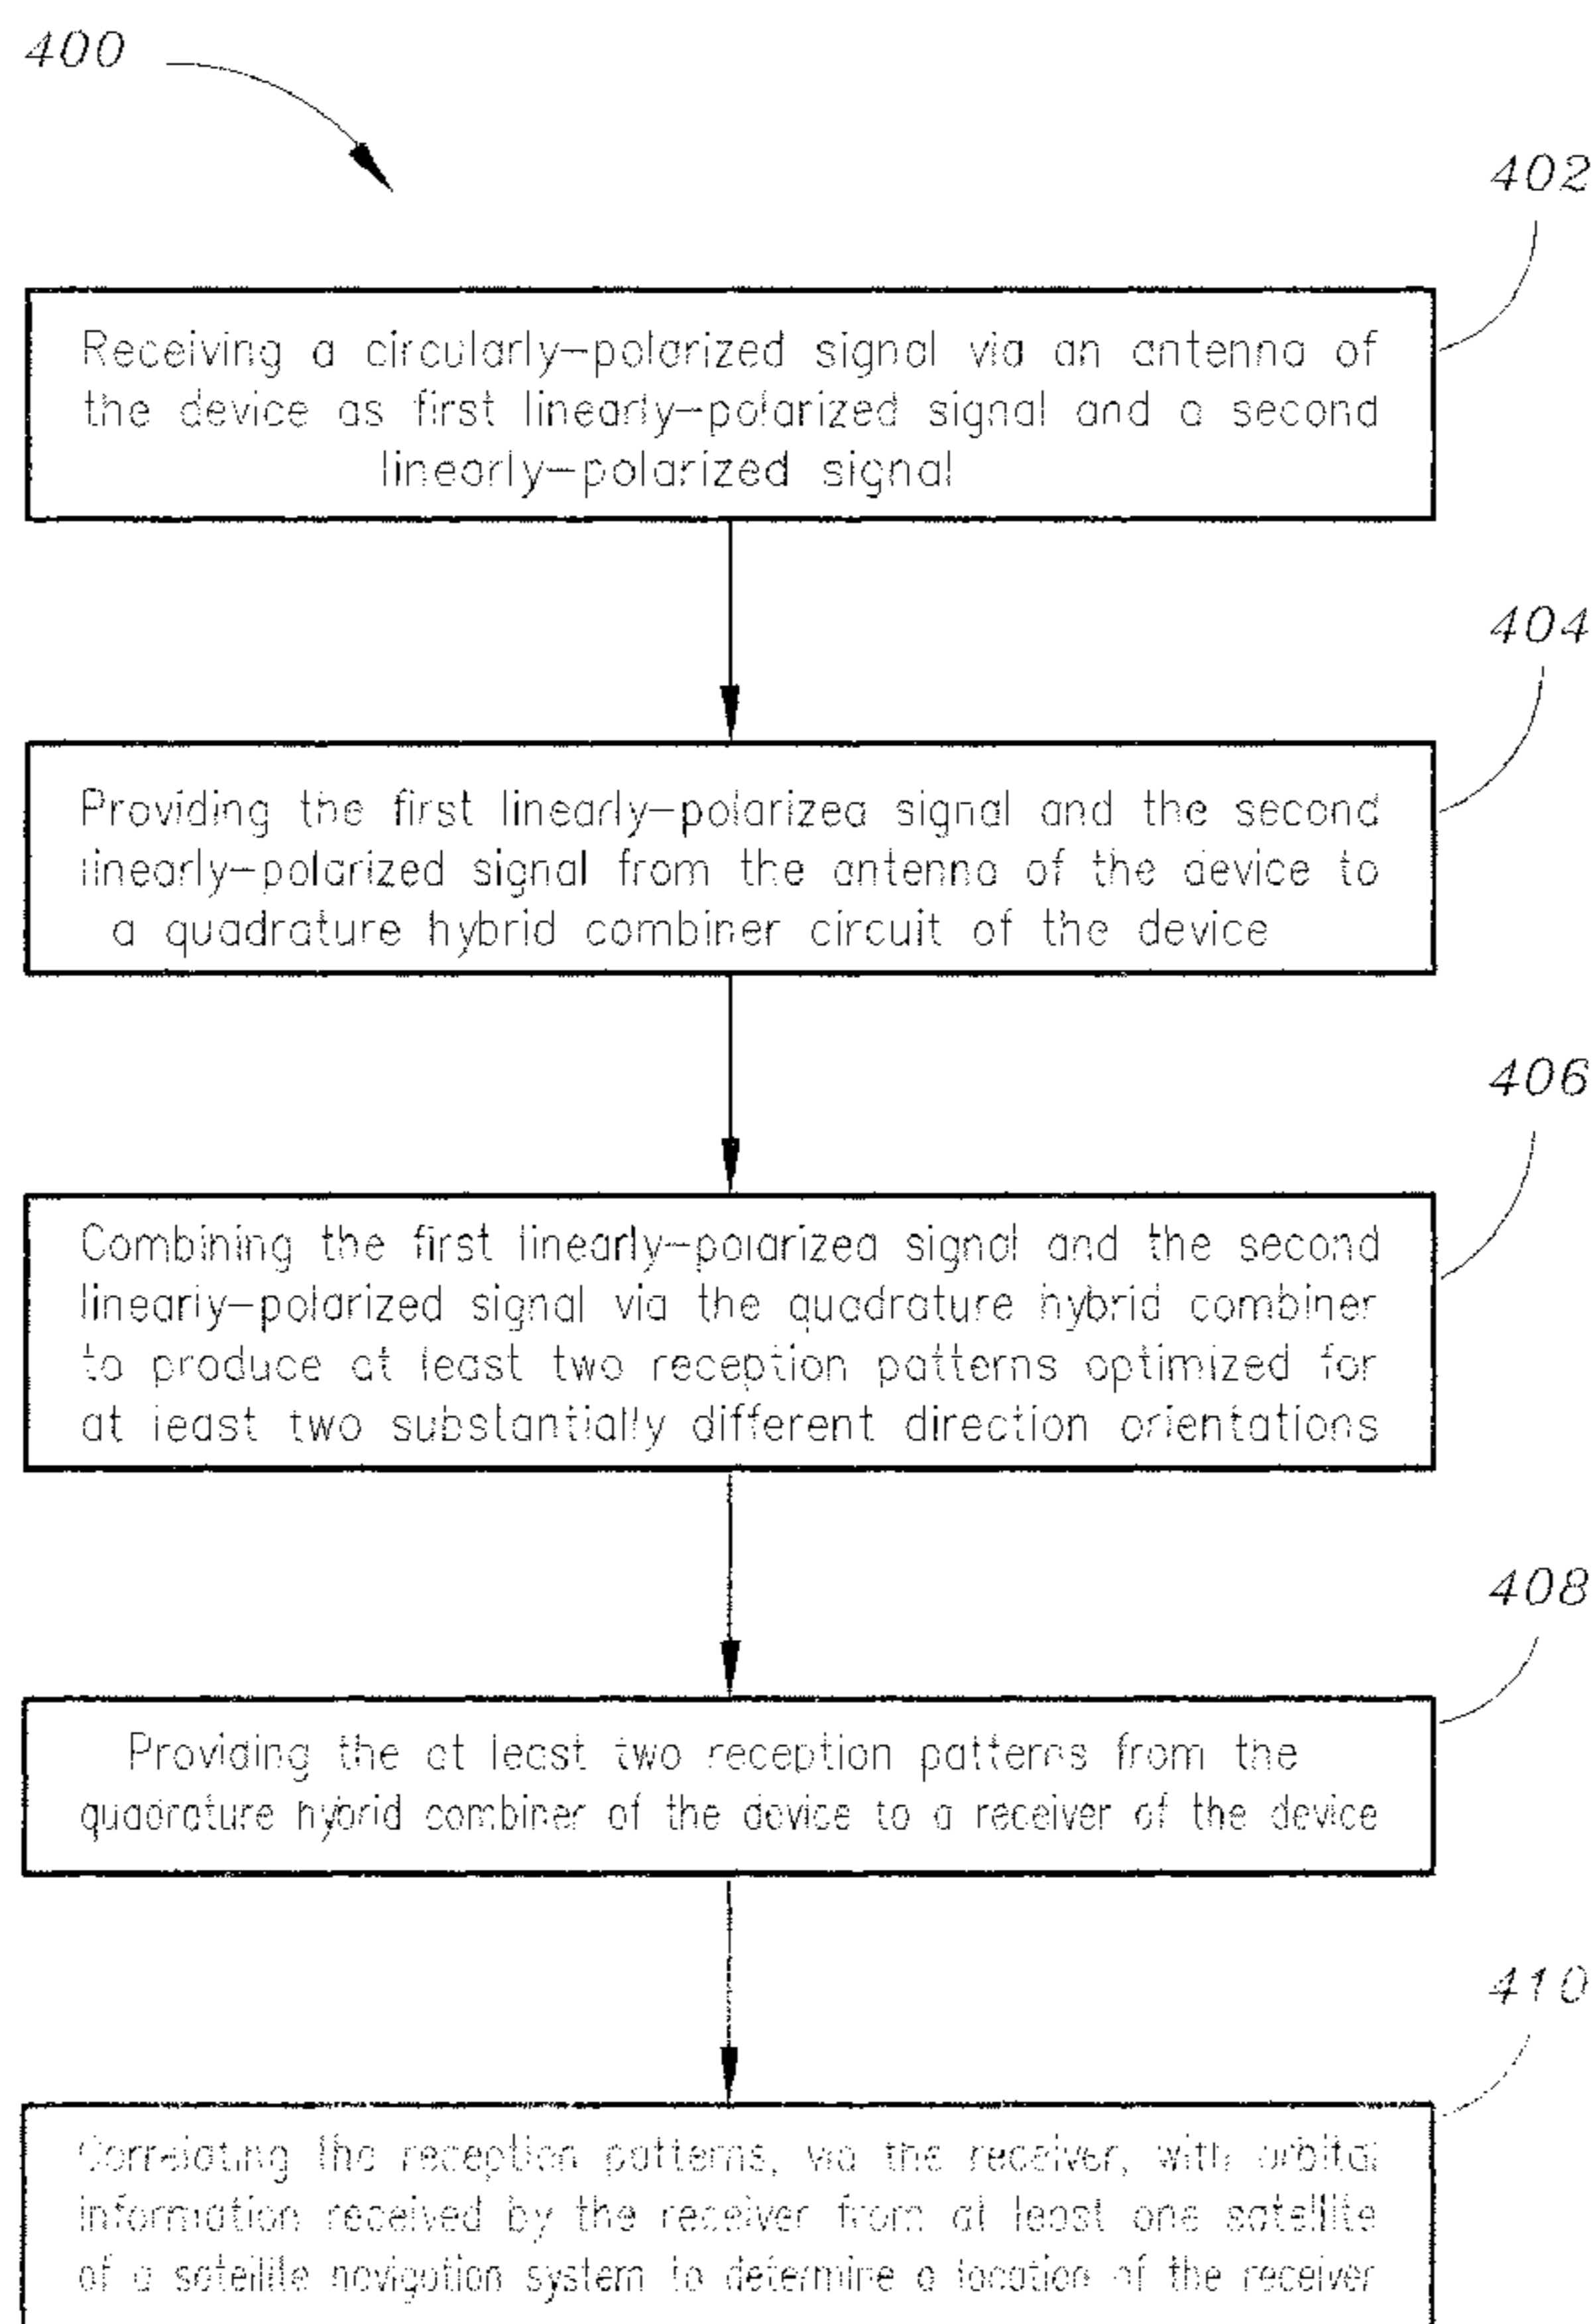 400
402
Receiving a circularly-polarized signal via an antenna of
the device as first linearly-polarized signal and a second
linearly-polarized signal
404
Providing the first linearly-polarized signal and the second
linearly-polarized signal from the antenna of the device to
a quadrature hybrid combiner circuit of the device
406
Combining the first linearly-polarized signal and the second
linearly-polarized signal via the quadrature hybrid combiner
to produce at least two reception patterns optimized for
at least two substantially different direction orientations
408
Providing the at least two reception patterns from the
quadrature hybrid combiner of the device to a receiver of the device
410
Correlating the reception patterns, via the receiver, with orbital
information received by the receiver from at least one satellite
of a satellite navigation system to determine a location of the receiver